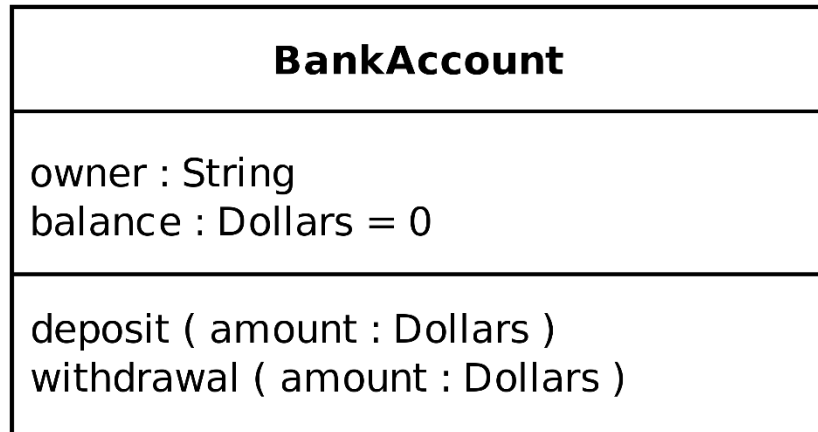 BankAccount
owner : String
balance : Dollars = 0
deposit ( amount : Dollars )
withdrawal ( amount : Dollars )